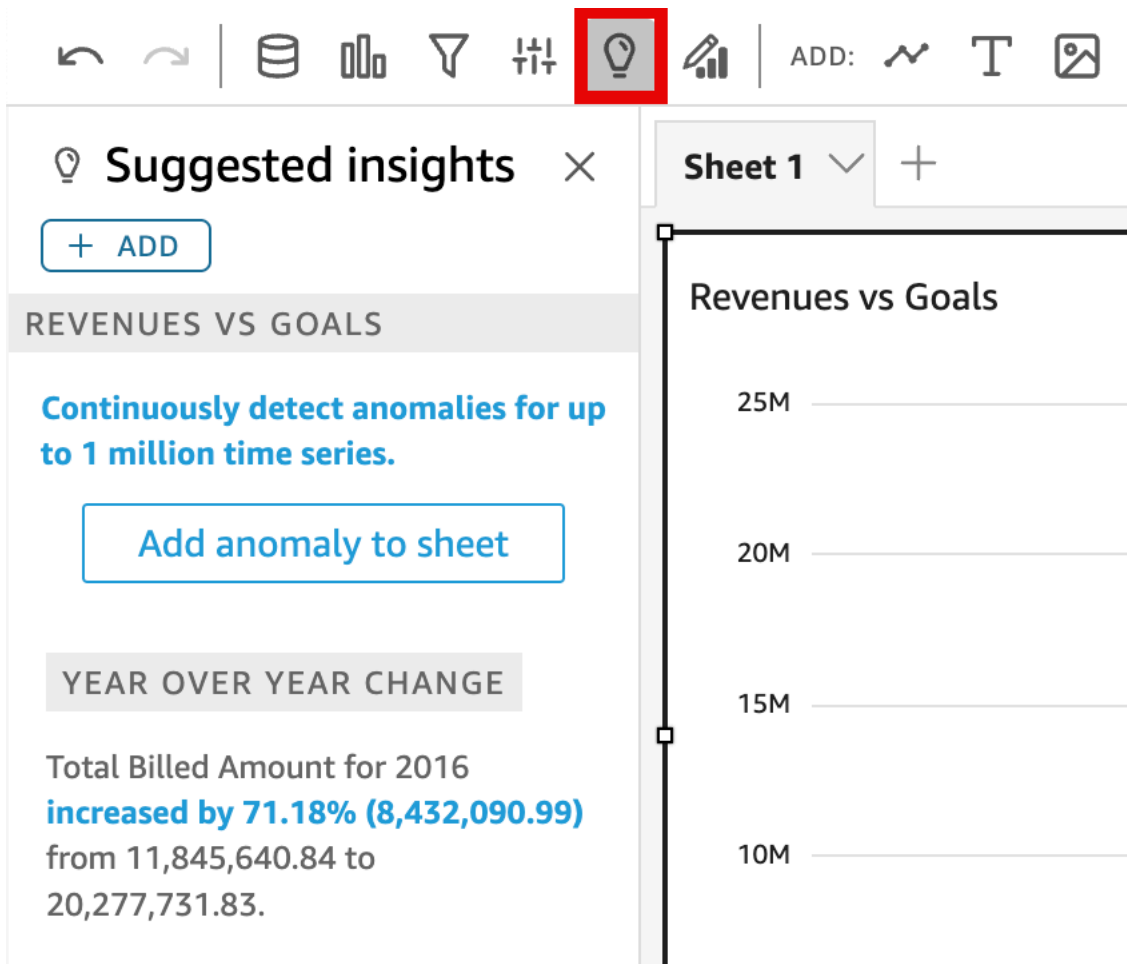 ADD:
Suggested insights
Sheet 1
+ ADD
REVENUES VS GOALS
Revenues vs Goals
Continuously detect anomalies for up
to 1 million time series.
Add anomaly to sheet
YEAR OVER YEAR CHANGE
Total Billed Amount for 2016
increased by 71.18% (8,432,090.99)
from 11,845,640.84 to
20,277,731.83.
25M
20M
15M
10M